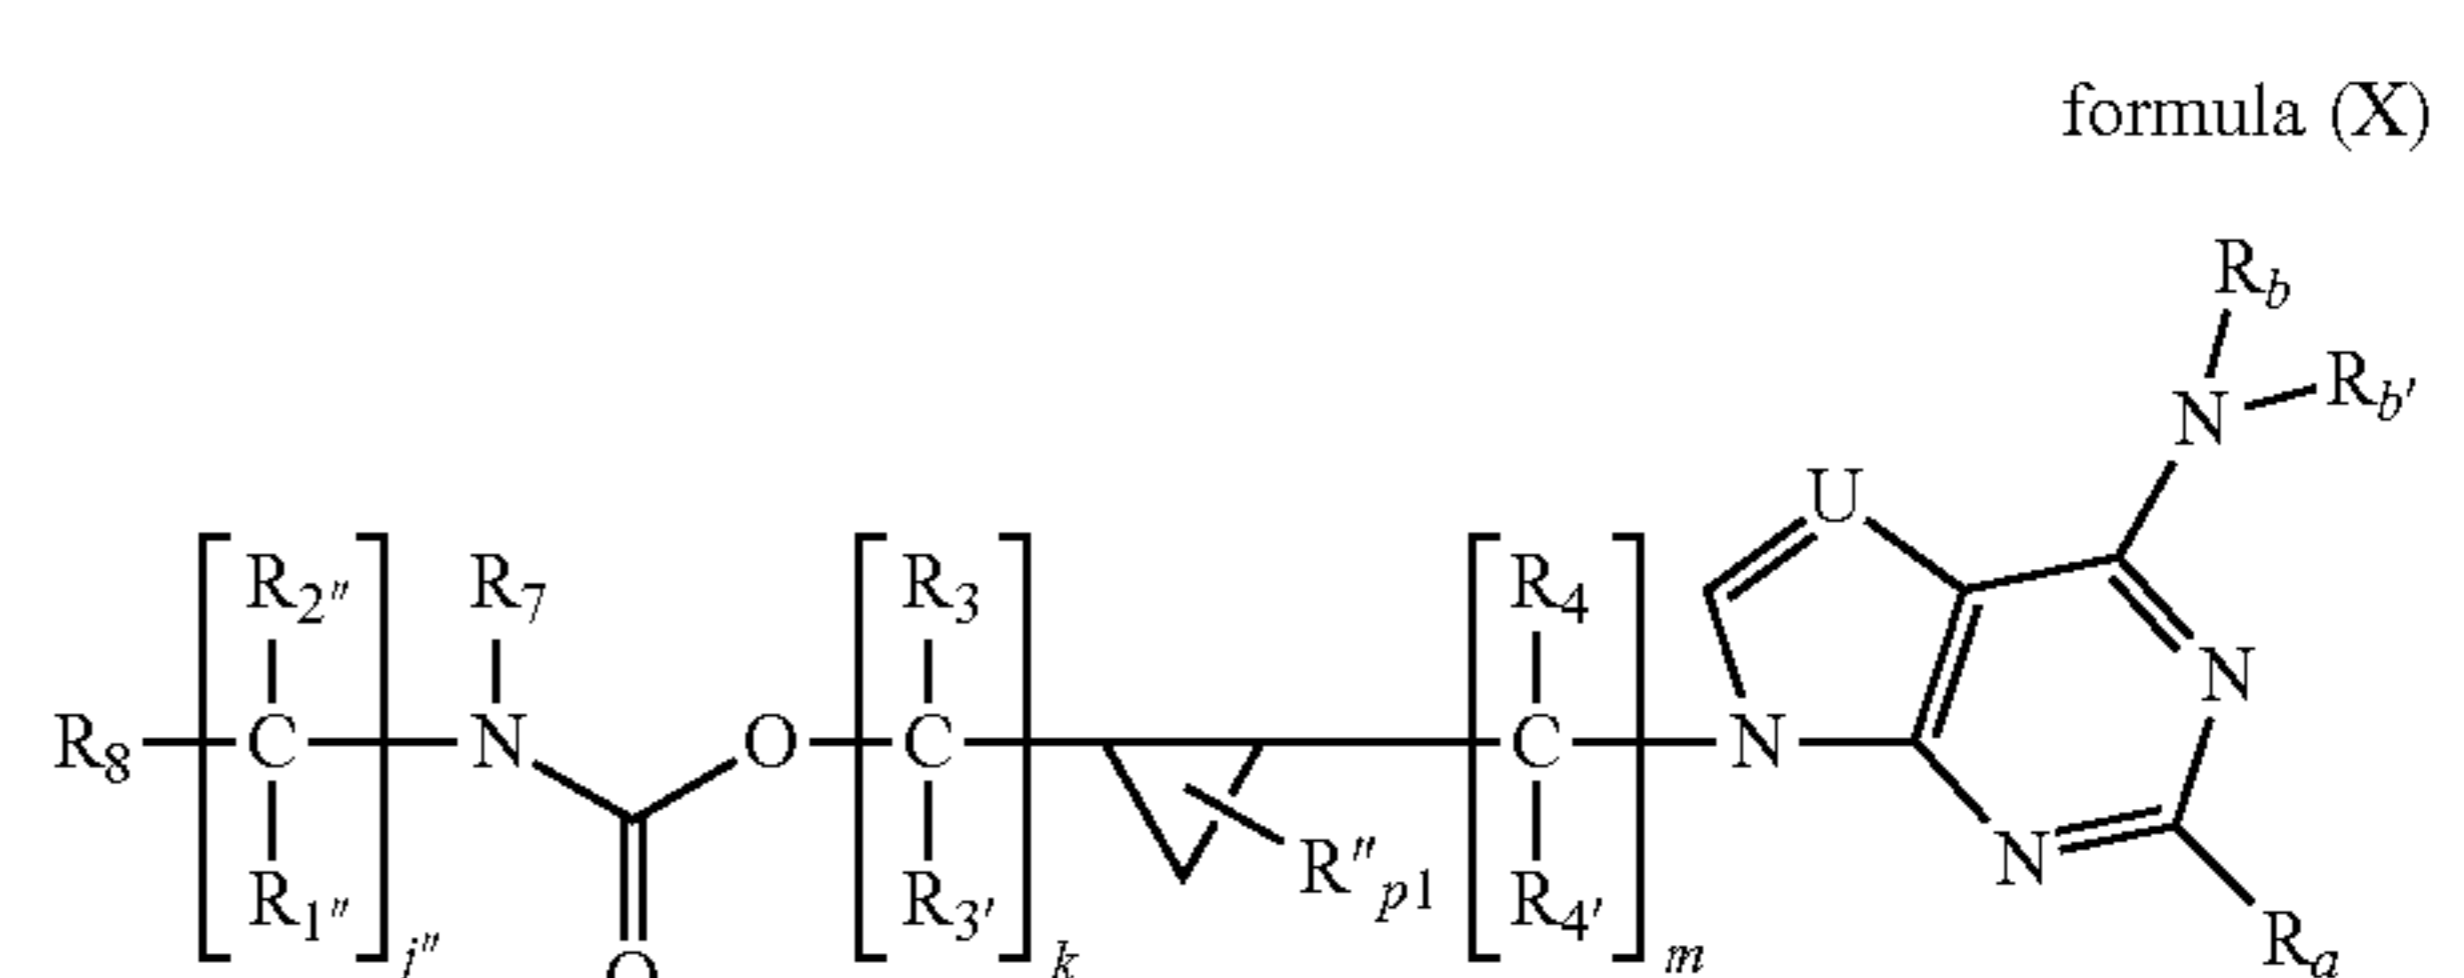 formula (X)
R_b
N R_b'
U
R_2" R_7 R_3 R_4
N
R_8 C N O C C N
R_1" R_3' R"_p1 R_4' N
j" O k m R_a